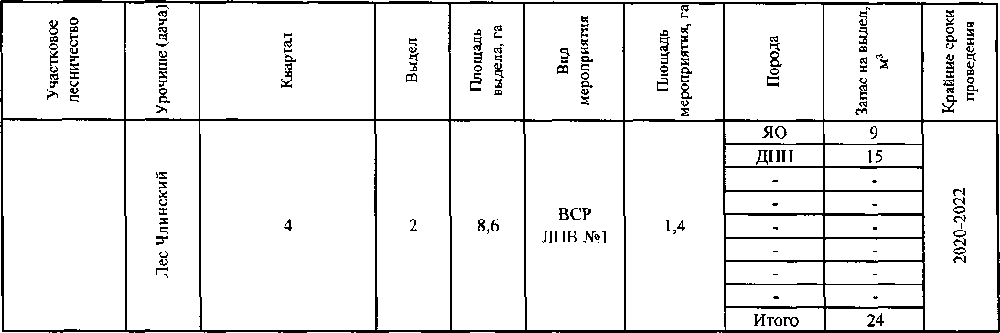 Участковое
лесничество
Урочище (дача)
Квартал
Выдел
Площадь
выдела, га
Вид
мероприятия
Площадь
мероприятия, га
Порода
Запас на выдел,
м³
Крайние сроки
проведения
Лес Члинский
4
2
8,6
ВСР
ЛПВ №1
1,4
ЯО 9
ДНН 15
- -
- -
- -
- -
- -
- -
Итого 24
2020-2022